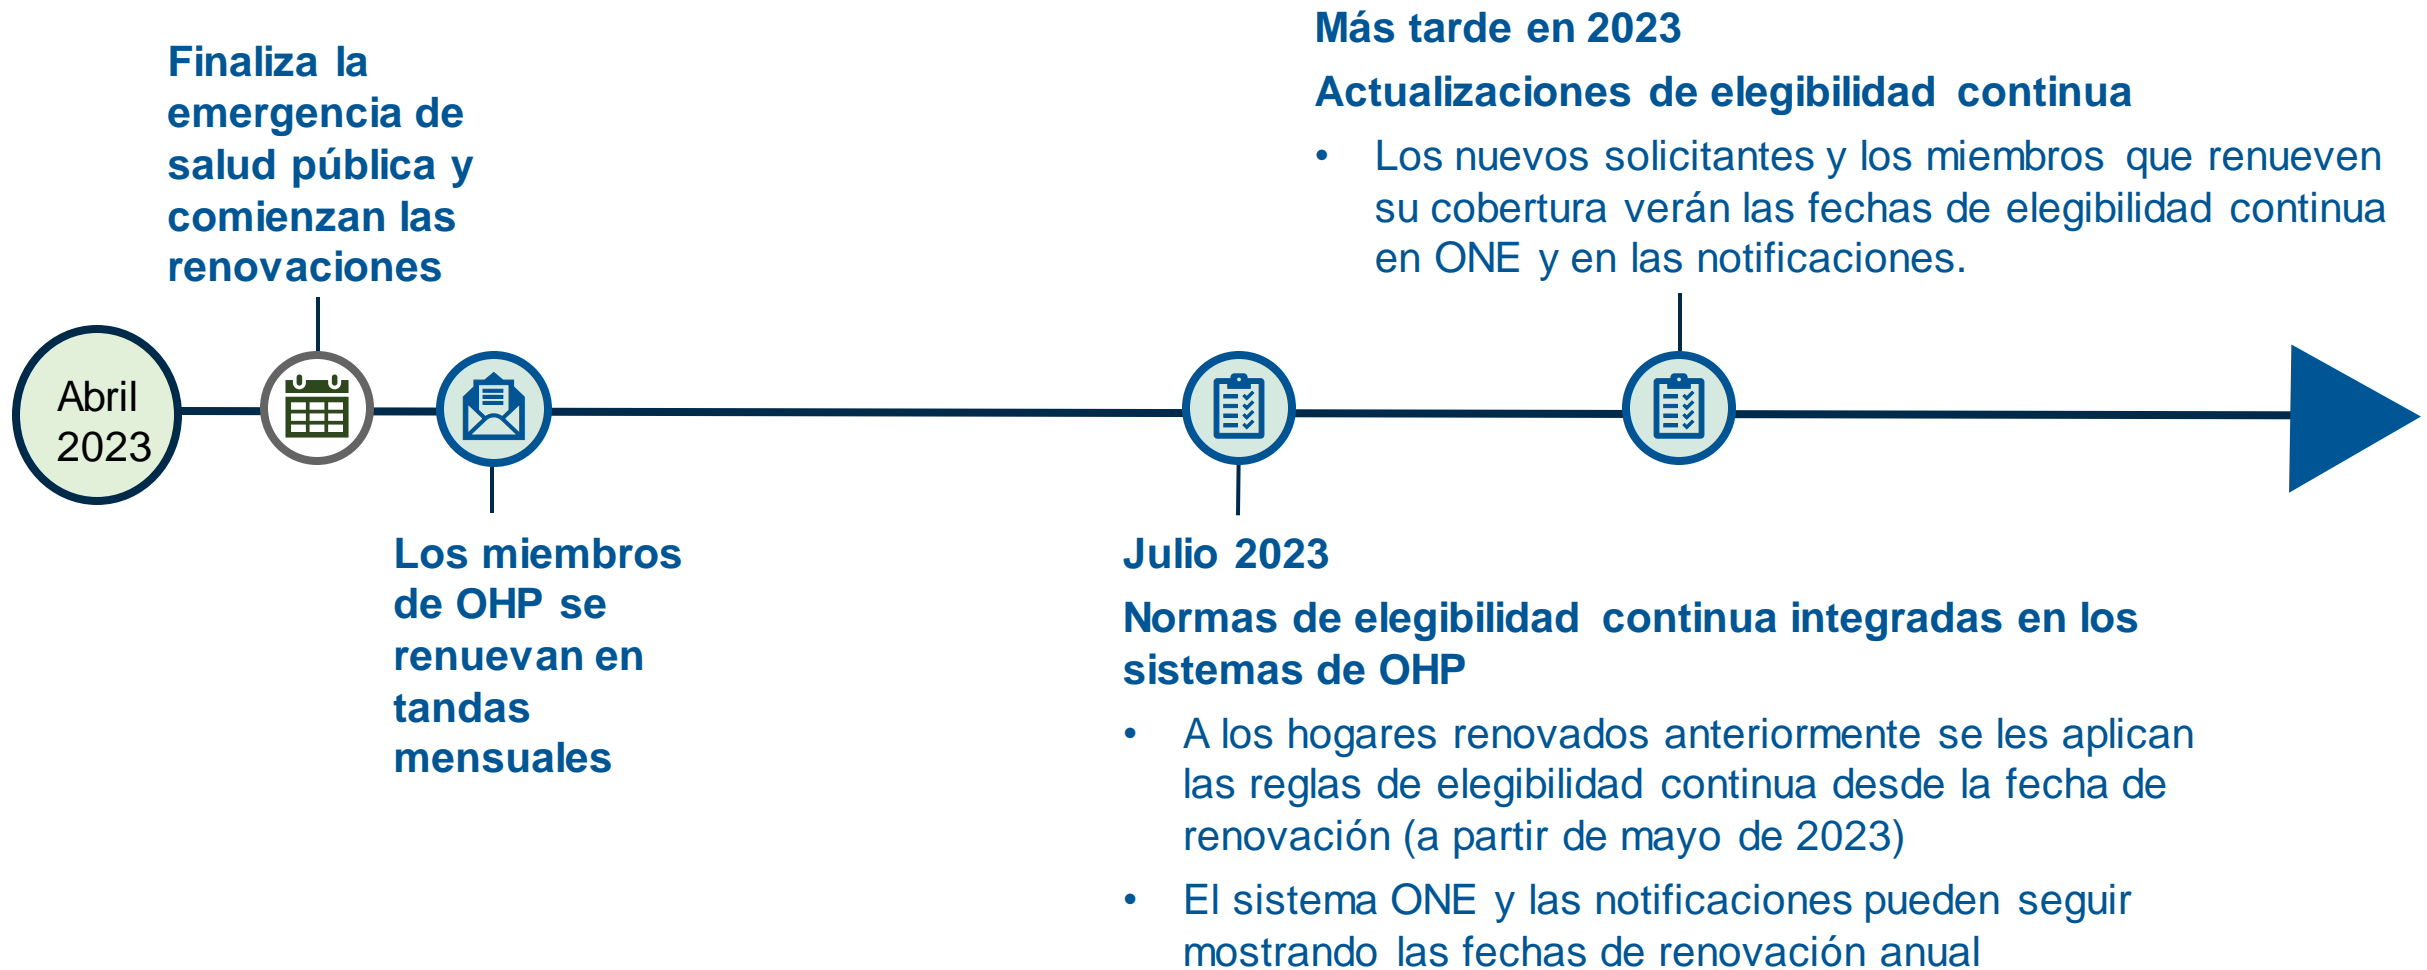 Abril
2023
Finaliza la
emergencia de
salud pública y
comienzan las
renovaciones
Los miembros
de OHP se
renuevan en
tandas
mensuales
Julio 2023
Normas de elegibilidad continua integradas en los
sistemas de OHP
• A los hogares renovados anteriormente se les aplican
las reglas de elegibilidad continua desde la fecha de
renovación (a partir de mayo de 2023)
• El sistema ONE y las notificaciones pueden seguir
mostrando las fechas de renovación anual
Más tarde en 2023
Actualizaciones de elegibilidad continua
• Los nuevos solicitantes y los miembros que renueven
su cobertura verán las fechas de elegibilidad continua
en ONE y en las notificaciones.